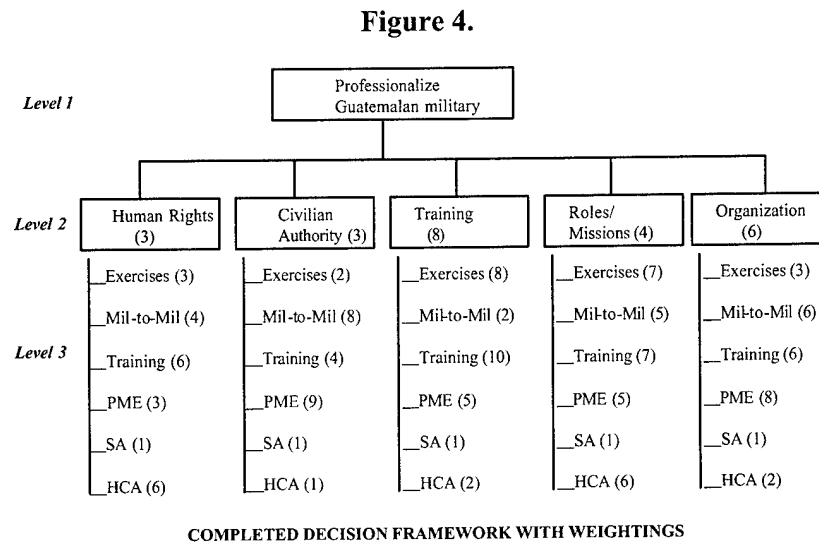 Figure 4.
Level 1
Professionalize
Guatemalan military
Level 2
Human Rights
(3)
Civilian
Authority (3)
Training
(8)
Roles/
Missions (4)
Organization
(6)
Level 3
__Exercises (3)
__Mil-to-Mil (4)
__Training (6)
__PME (3)
__SA (1)
__HCA (6)
__Exercises (2)
__Mil-to-Mil (8)
__Training (4)
__PME (9)
__SA (1)
__HCA (1)
__Exercises (8)
__Mil-to-Mil (2)
__Training (10)
__PME (5)
__SA (1)
__HCA (2)
__Exercises (7)
__Mil-to-Mil (5)
__Training (7)
__PME (5)
__SA (1)
__HCA (6)
__Exercises (3)
__Mil-to-Mil (6)
__Training (6)
__PME (8)
__SA (1)
__HCA (2)
COMPLETED DECISION FRAMEWORK WITH WEIGHTINGS